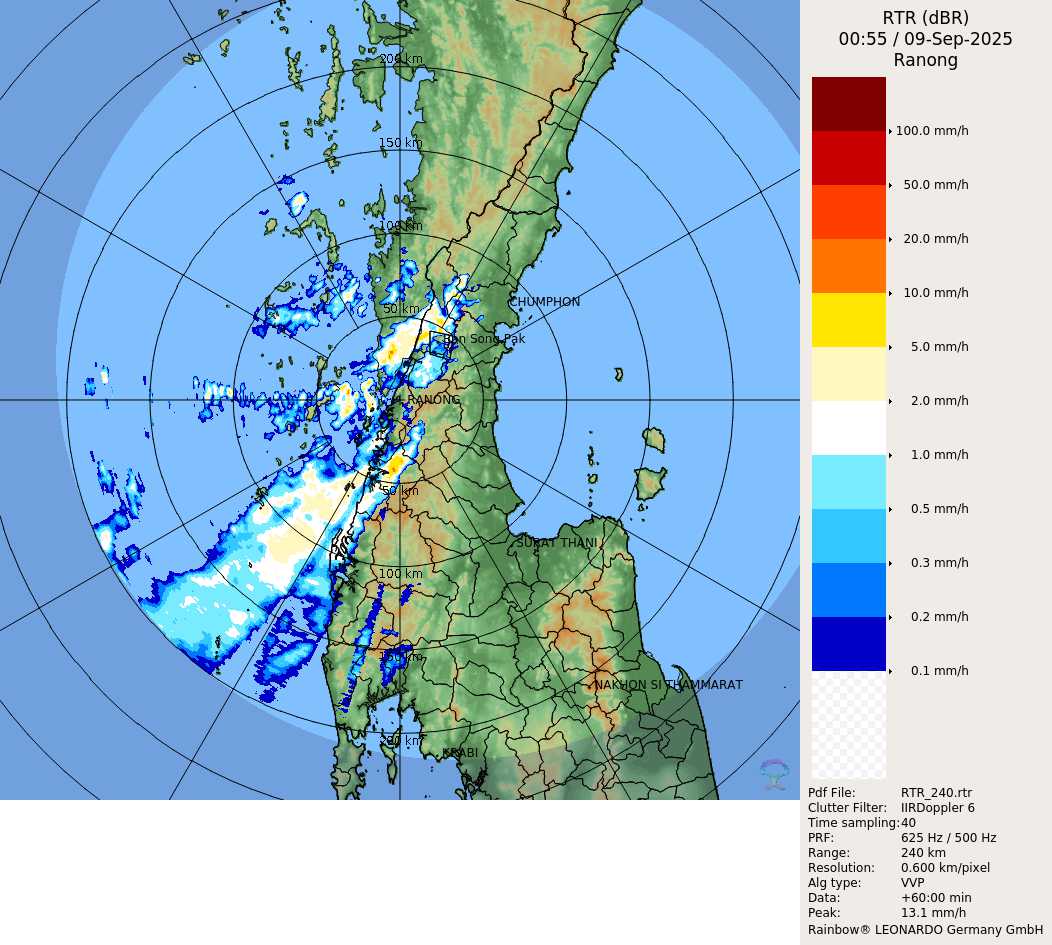 RTR (dBR)
00:55 / 09-Sep-2025
Ranong
100.0 mm/h
50.0 mm/h
20.0 mm/h
10.0 mm/h
5.0 mm/h
2.0 mm/h
1.0 mm/h
0.5 mm/h
0.3 mm/h
0.2 mm/h
0.1 mm/h
Pdf File: RTR_240.rtr
Clutter Filter: IIRDoppler 6
Time sampling: 40
PRF: 625 Hz / 500 Hz
Range: 240 km
Resolution: 0.600 km/pixel
Alg type: VVP
Data: +60:00 min
Peak: 13.1 mm/h
Rainbow® LEONARDO Germany GmbH
200 km
150 km
100 km
50 km
CHUMPHON
Ban Song Pak
RANONG
50 km
SURAT THANI
100 km
150 km
NAKHON SI THAMMARAT
200 km
KRABI